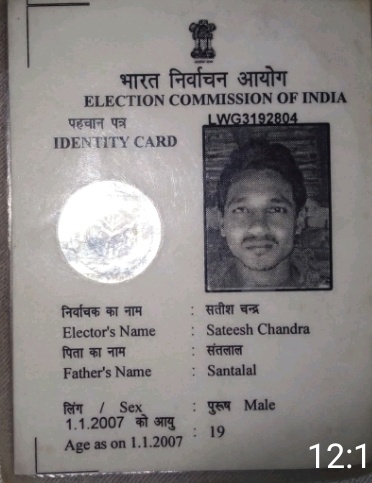 भारत निर्वाचन आयोग
ELECTION COMMISSION OF INDIA
पहचान पत्र LWG3192804
IDENTITY CARD
निर्वाचक का नाम : सतीश चन्द्र
Elector's Name : Sateesh Chandra
पिता का नाम : संतलाल
Father's Name : Santalal
लिंग / Sex : पुरूष Male
1.1.2007 को आयु
Age as on 1.1.2007 : 19
12:1